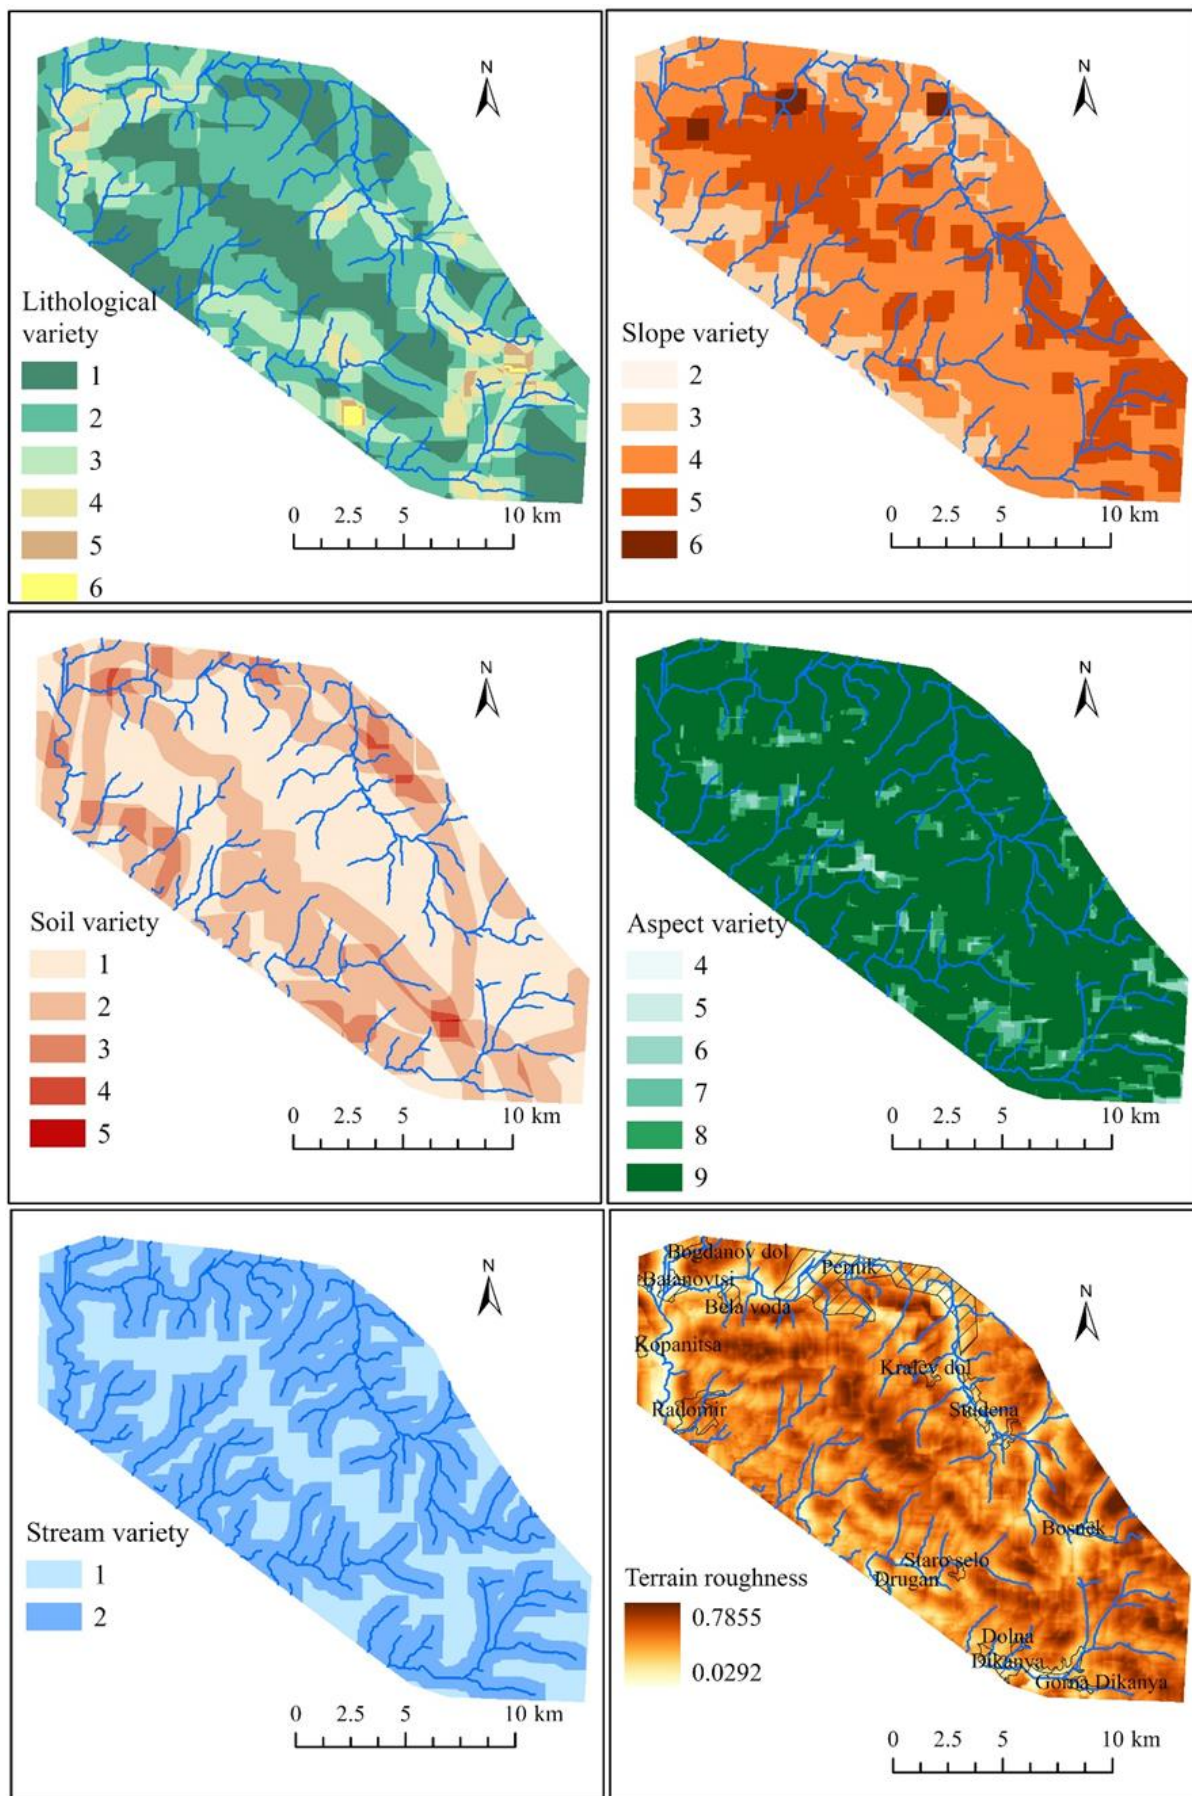 N
Lithological
variety
1
2
3
4
5
6
0 2.5 5 10 km
N
Slope variety
2
3
4
5
6
0 2.5 5 10 km
N
Soil variety
1
2
3
4
5
0 2.5 5 10 km
N
Aspect variety
4
5
6
7
8
9
0 2.5 5 10 km
N
Stream variety
1
2
0 2.5 5 10 km
Bogdanov dol
Pernik
Balanovtsi
Bela voda
N
Kopanitsa
Kralev dol
Radomir
Studena
Bosnek
Staro selo
Drugan
Terrain roughness
0.7855
0.0292
Dolna
Dikanya
Gorna Dikanya
0 2.5 5 10 km